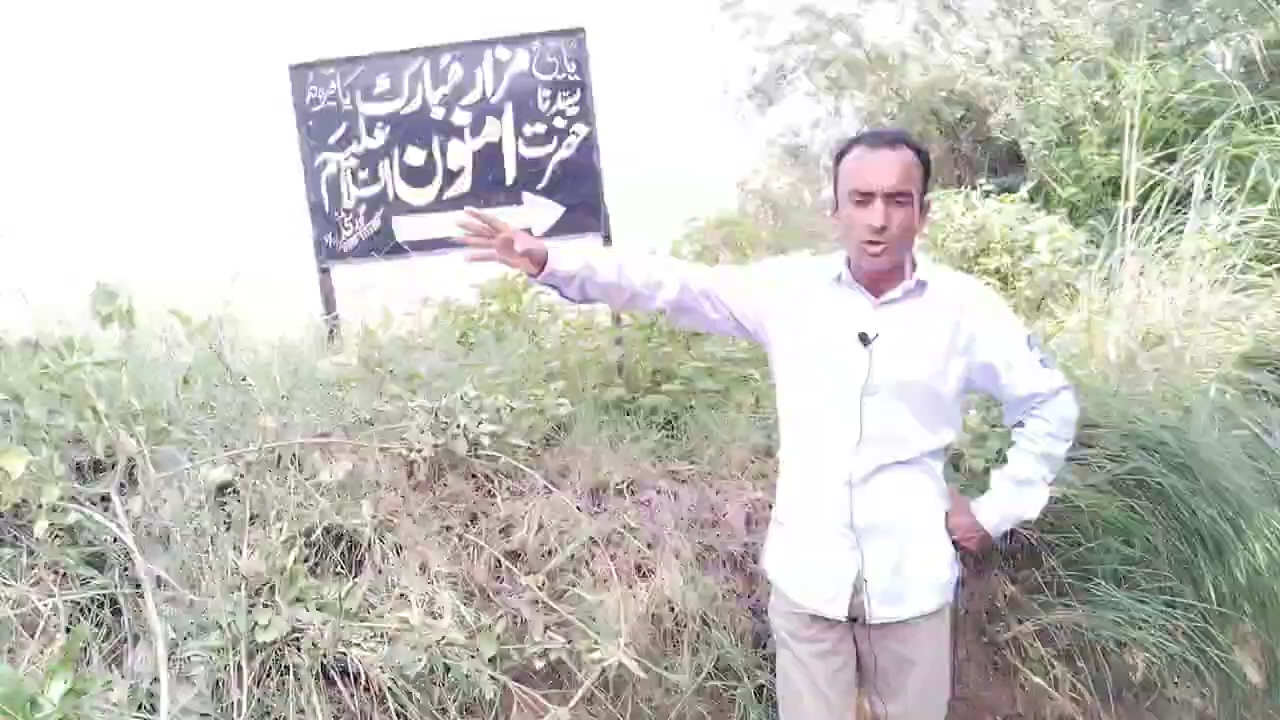 مزار مبارک
سیدنا
حضرت امنون علیہ السلام